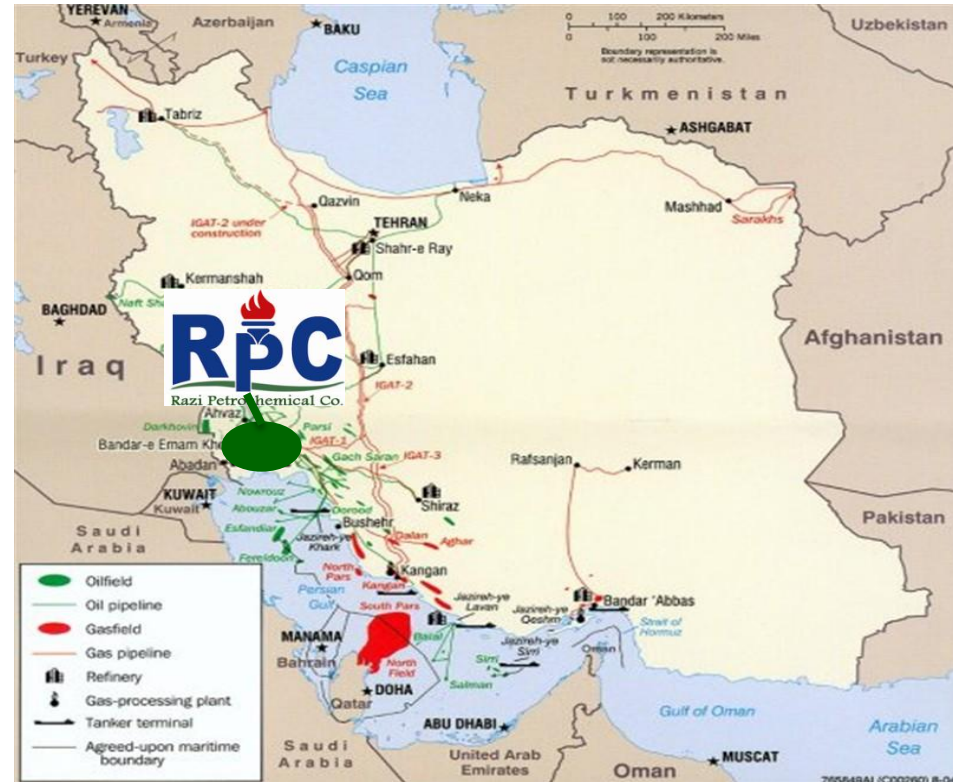 YEREVAN
Armenia
Azerbaijan
BAKU
0 100 200 Kilometers
0 100 200 Miles
Boundary representation is
not necessarily authoritative.
Uzbekistan
Turkey
Caspian
Sea
Turkmenistan
ASHGABAT
Tabriz
Qazvin
Neka
Mashhad
Sarakhs
IGAT-2 under
construction
TEHRAN
Shahr-e Ray
Qom
Kermanshah
BAGHDAD
Iraq
Naft
RPC
Razi Petrochemical Co.
Esfahan
IGAT-2
Afghanistan
Ahvaz
Darkhovin
Parsi
Bandar-e Emam
IGAT-1
Gach Saran
IGAT-3
Abadan
Rafsanjan
Kerman
KUWAIT
Kuwait
Nowrouz
Abouzar
Dorood
Shiraz
Saudi
Arabia
Esfandiar
Jazireh-ye
Khark
Bushehr
Dalan
Aghar
Pakistan
Fereidoon
Kangan
North
Pars
Kangan
Persian
Gulf
South Pars
Jazireh-ye
Lavan
Jazireh-ye
Qeshm
Bandar 'Abbas
MANAMA
Bahrain
Balal
Jazireh-ye
Sirri
Strait of
Hormuz
Oman
North
Field
Sirri
Salman
DOHA
Qatar
Gulf of Oman
Arabian
Sea
Saudi
Arabia
ABU DHABI
United Arab
Emirates
MUSCAT
Oman
Oilfield
Oil pipeline
Gasfield
Gas pipeline
Refinery
Gas-processing plant
Tanker terminal
Agreed-upon maritime
boundary